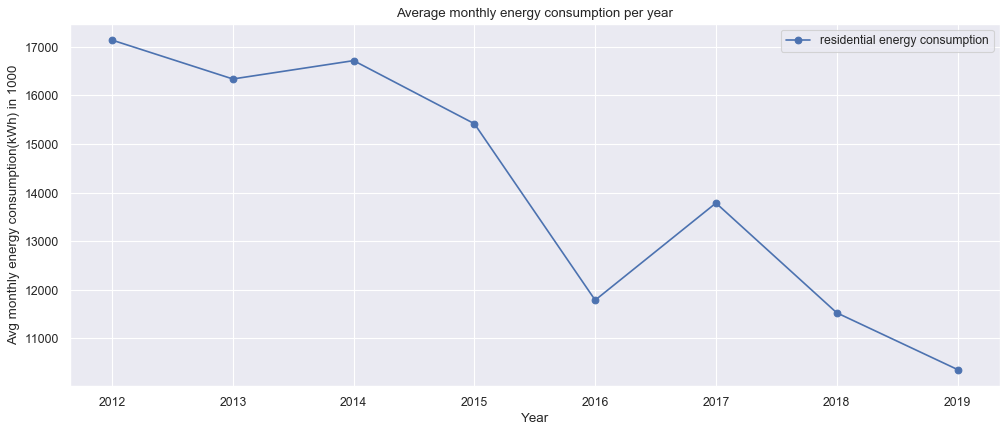 Average monthly energy consumption per year
residential energy consumption
Avg monthly energy consumption(kWh) in 1000
17000
16000
15000
14000
13000
12000
11000
2012 2013 2014 2015 2016 2017 2018 2019
Year